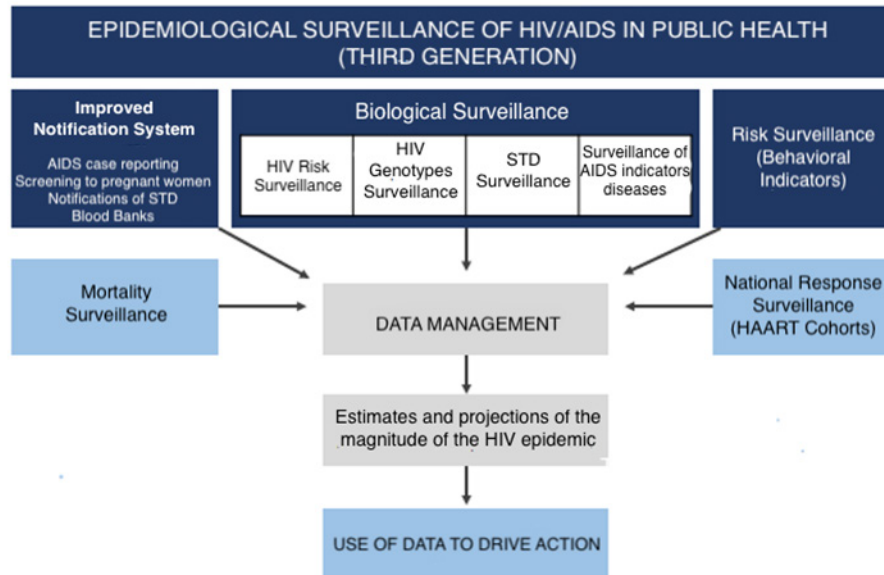 EPIDEMIOLOGICAL SURVEILLANCE OF HIV/AIDS IN PUBLIC HEALTH
(THIRD GENERATION)
Improved
Notification System
AIDS case reporting
Screening to pregnant women
Notifications of STD
Blood Banks
Biological Surveillance
HIV Risk
Surveillance
HIV
Genotypes
Surveillance
STD
Surveillance
Surveillance of
AIDS indicators
diseases
Risk Surveillance
(Behavioral
Indicators)
Mortality
Surveillance
DATA MANAGEMENT
National Response
Surveillance
(HAART Cohorts)
Estimates and projections of the
magnitude of the HIV epidemic
USE OF DATA TO DRIVE ACTION